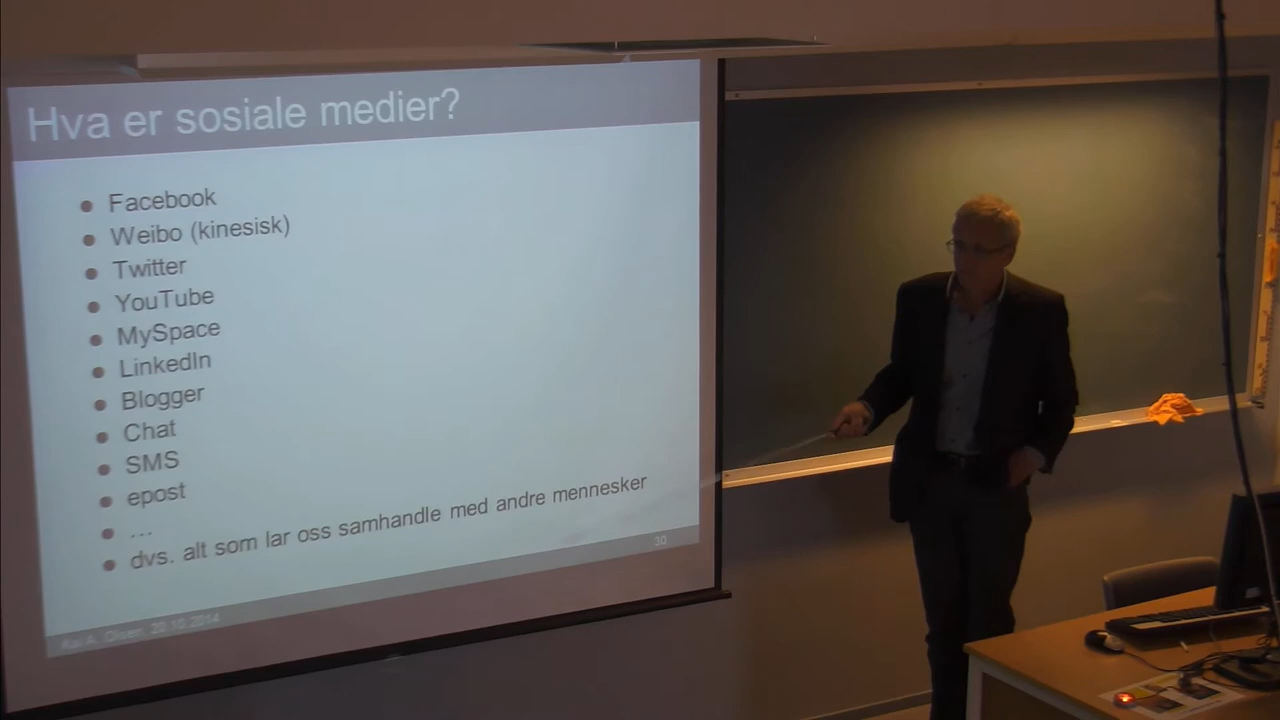 Hva er sosiale medier?
Facebook
Weibo (kinesisk)
Twitter
YouTube
MySpace
LinkedIn
Blogger
Chat
SMS
epost
...
dvs. alt som lar oss samhandle med andre mennesker
30
Kai A. Olsen, 20.10.2014